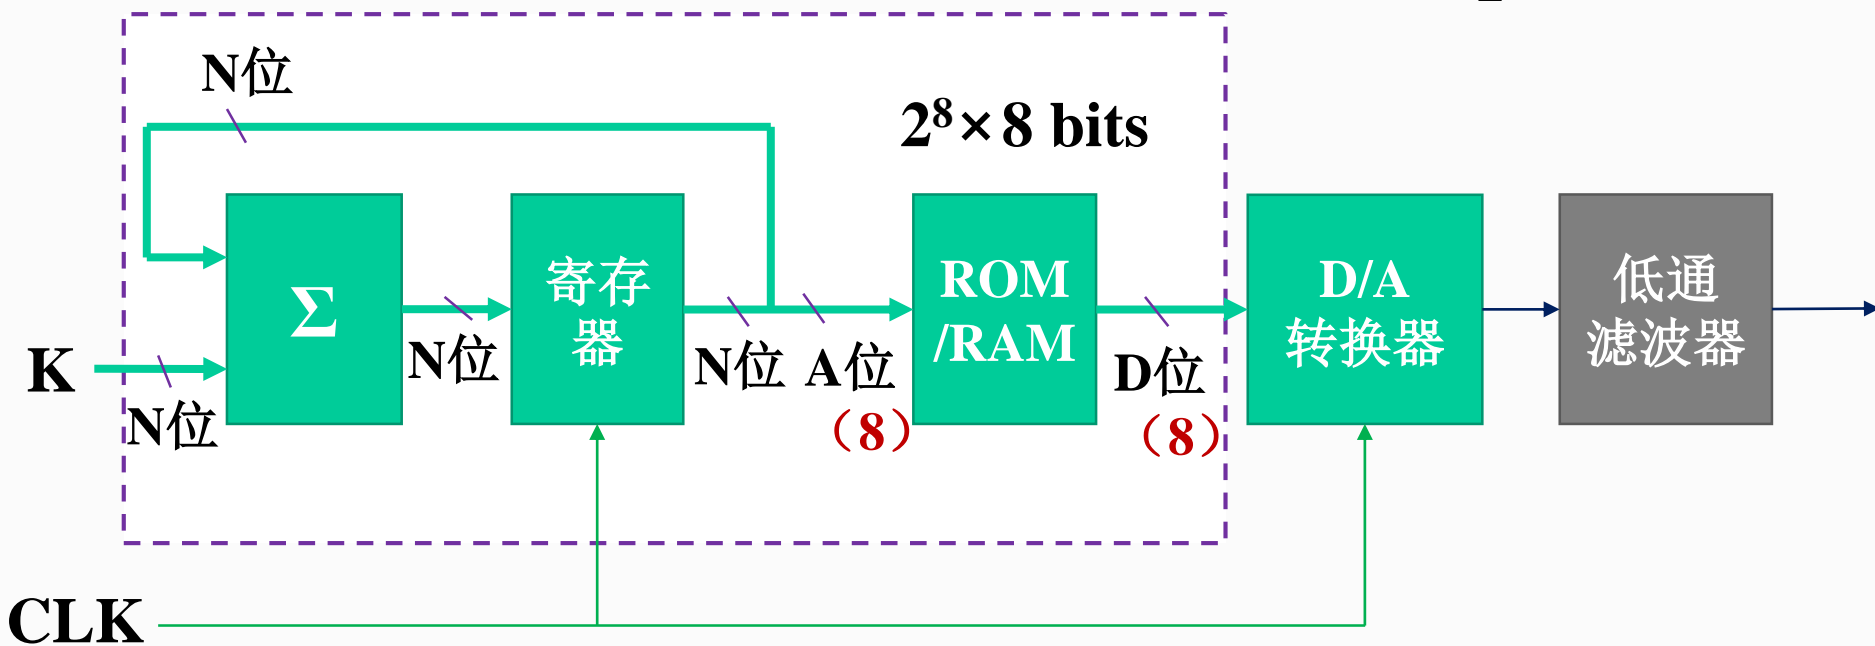 N位
2⁸×8 bits
Σ
寄存
器
ROM
/RAM
D/A
转换器
低通
滤波器
K
N位
N位
N位
A位
(8)
D位
(8)
CLK